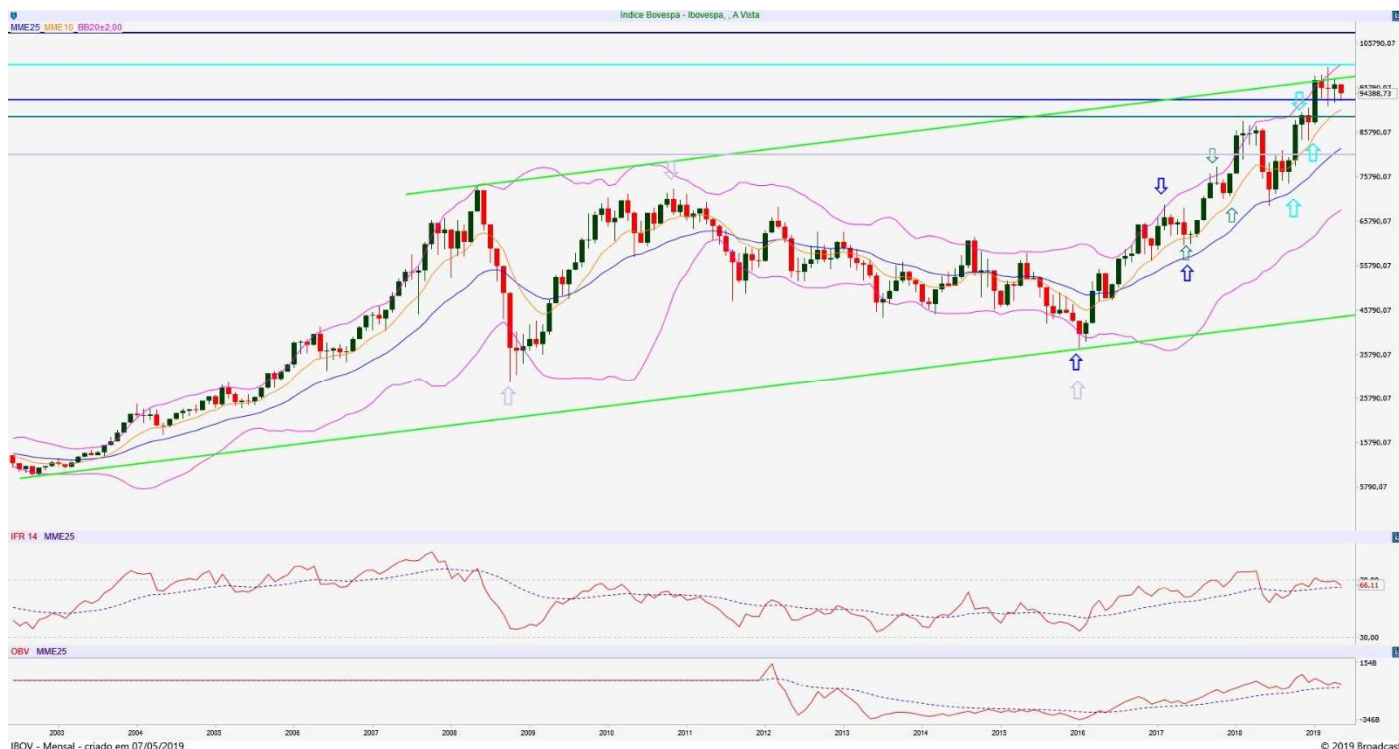 Índice Bovespa - Ibovespa, , A Vista
MME25 MME10 BB20±2,00
105790,07
94388,73
85790,07
75790,07
65790,07
55790,07
45790,07
35790,07
25790,07
15790,07
5790,07
IFR 14 MME25
70,00
66,11
30,00
OBV MME25
154B
-346B
2003 2004 2005 2006 2007 2008 2009 2010 2011 2012 2013 2014 2015 2016 2017 2018 2019
IBOV - Mensal - criado em 07/05/2019
© 2019 Broadcast